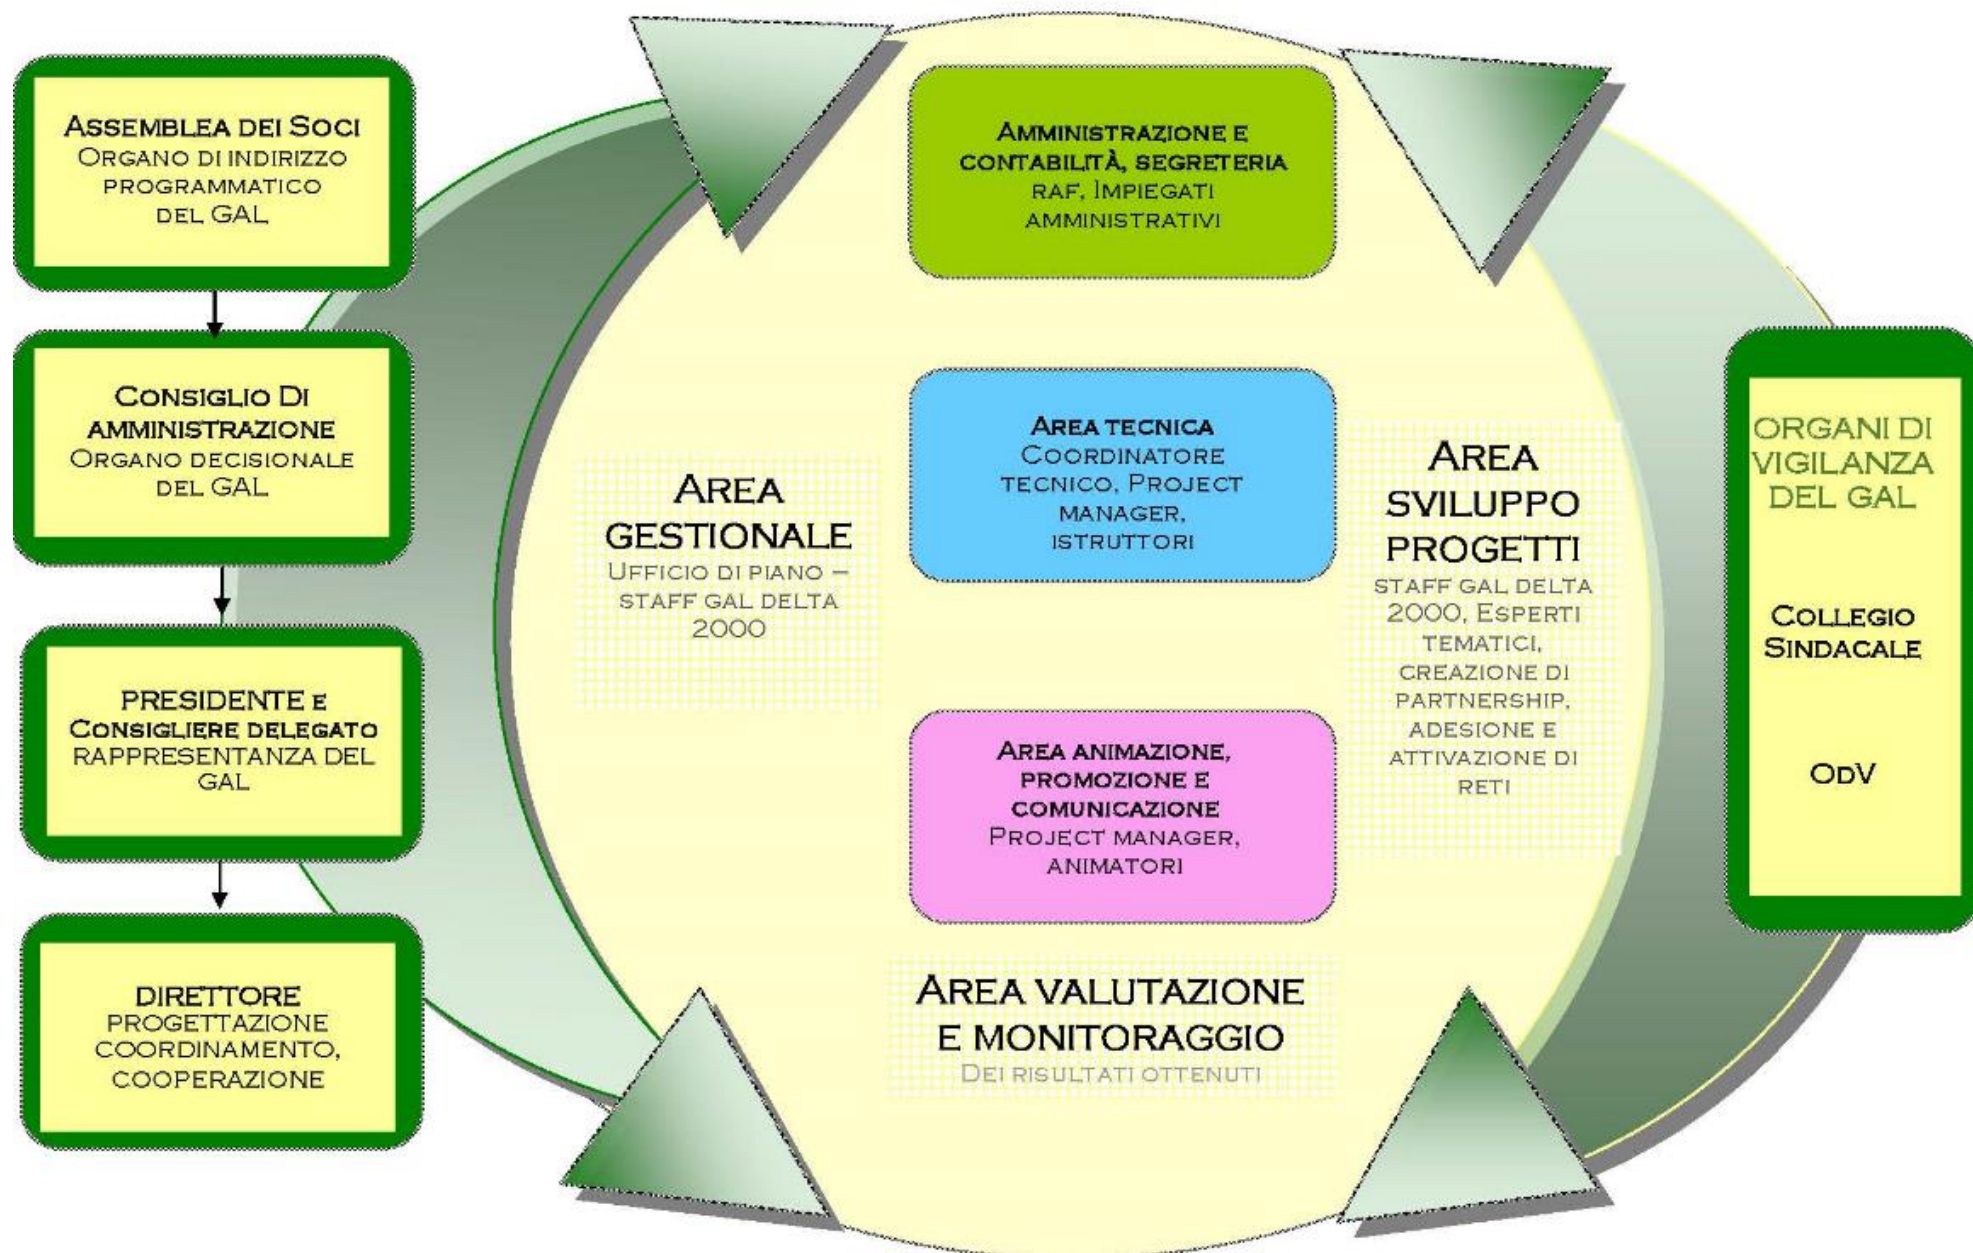 ASSEMBLEA DEI SOCI
ORGANO DI INDIRIZZO
PROGRAMMATICO
DEL GAL
CONSIGLIO DI
AMMINISTRAZIONE
ORGANO DECISIONALE
DEL GAL
PRESIDENTE E
CONSIGLIERE DELEGATO
RAPPRESENTANZA DEL
GAL
DIRETTORE
PROGETTAZIONE
COORDINAMENTO,
COOPERAZIONE
AREA
GESTIONALE
UFFICIO DI PIANO –
STAFF GAL DELTA
2000
AMMINISTRAZIONE E
CONTABILITÀ, SEGRETERIA
RAF, IMPIEGATI
AMMINISTRATIVI
AREA TECNICA
COORDINATORE
TECNICO, PROJECT
MANAGER,
ISTRUTTORI
AREA ANIMAZIONE,
PROMOZIONE E
COMUNICAZIONE
PROJECT MANAGER,
ANIMATORI
AREA VALUTAZIONE
E MONITORAGGIO
DEI RISULTATI OTTENUTI
AREA
SVILUPPO
PROGETTI
STAFF GAL DELTA
2000, ESPERTI
TEMATICI,
CREAZIONE DI
PARTNERSHIP,
ADESIONE E
ATTIVAZIONE DI
RETI
ORGANI DI
VIGILANZA
DEL GAL
COLLEGIO
SINDACALE
ODV